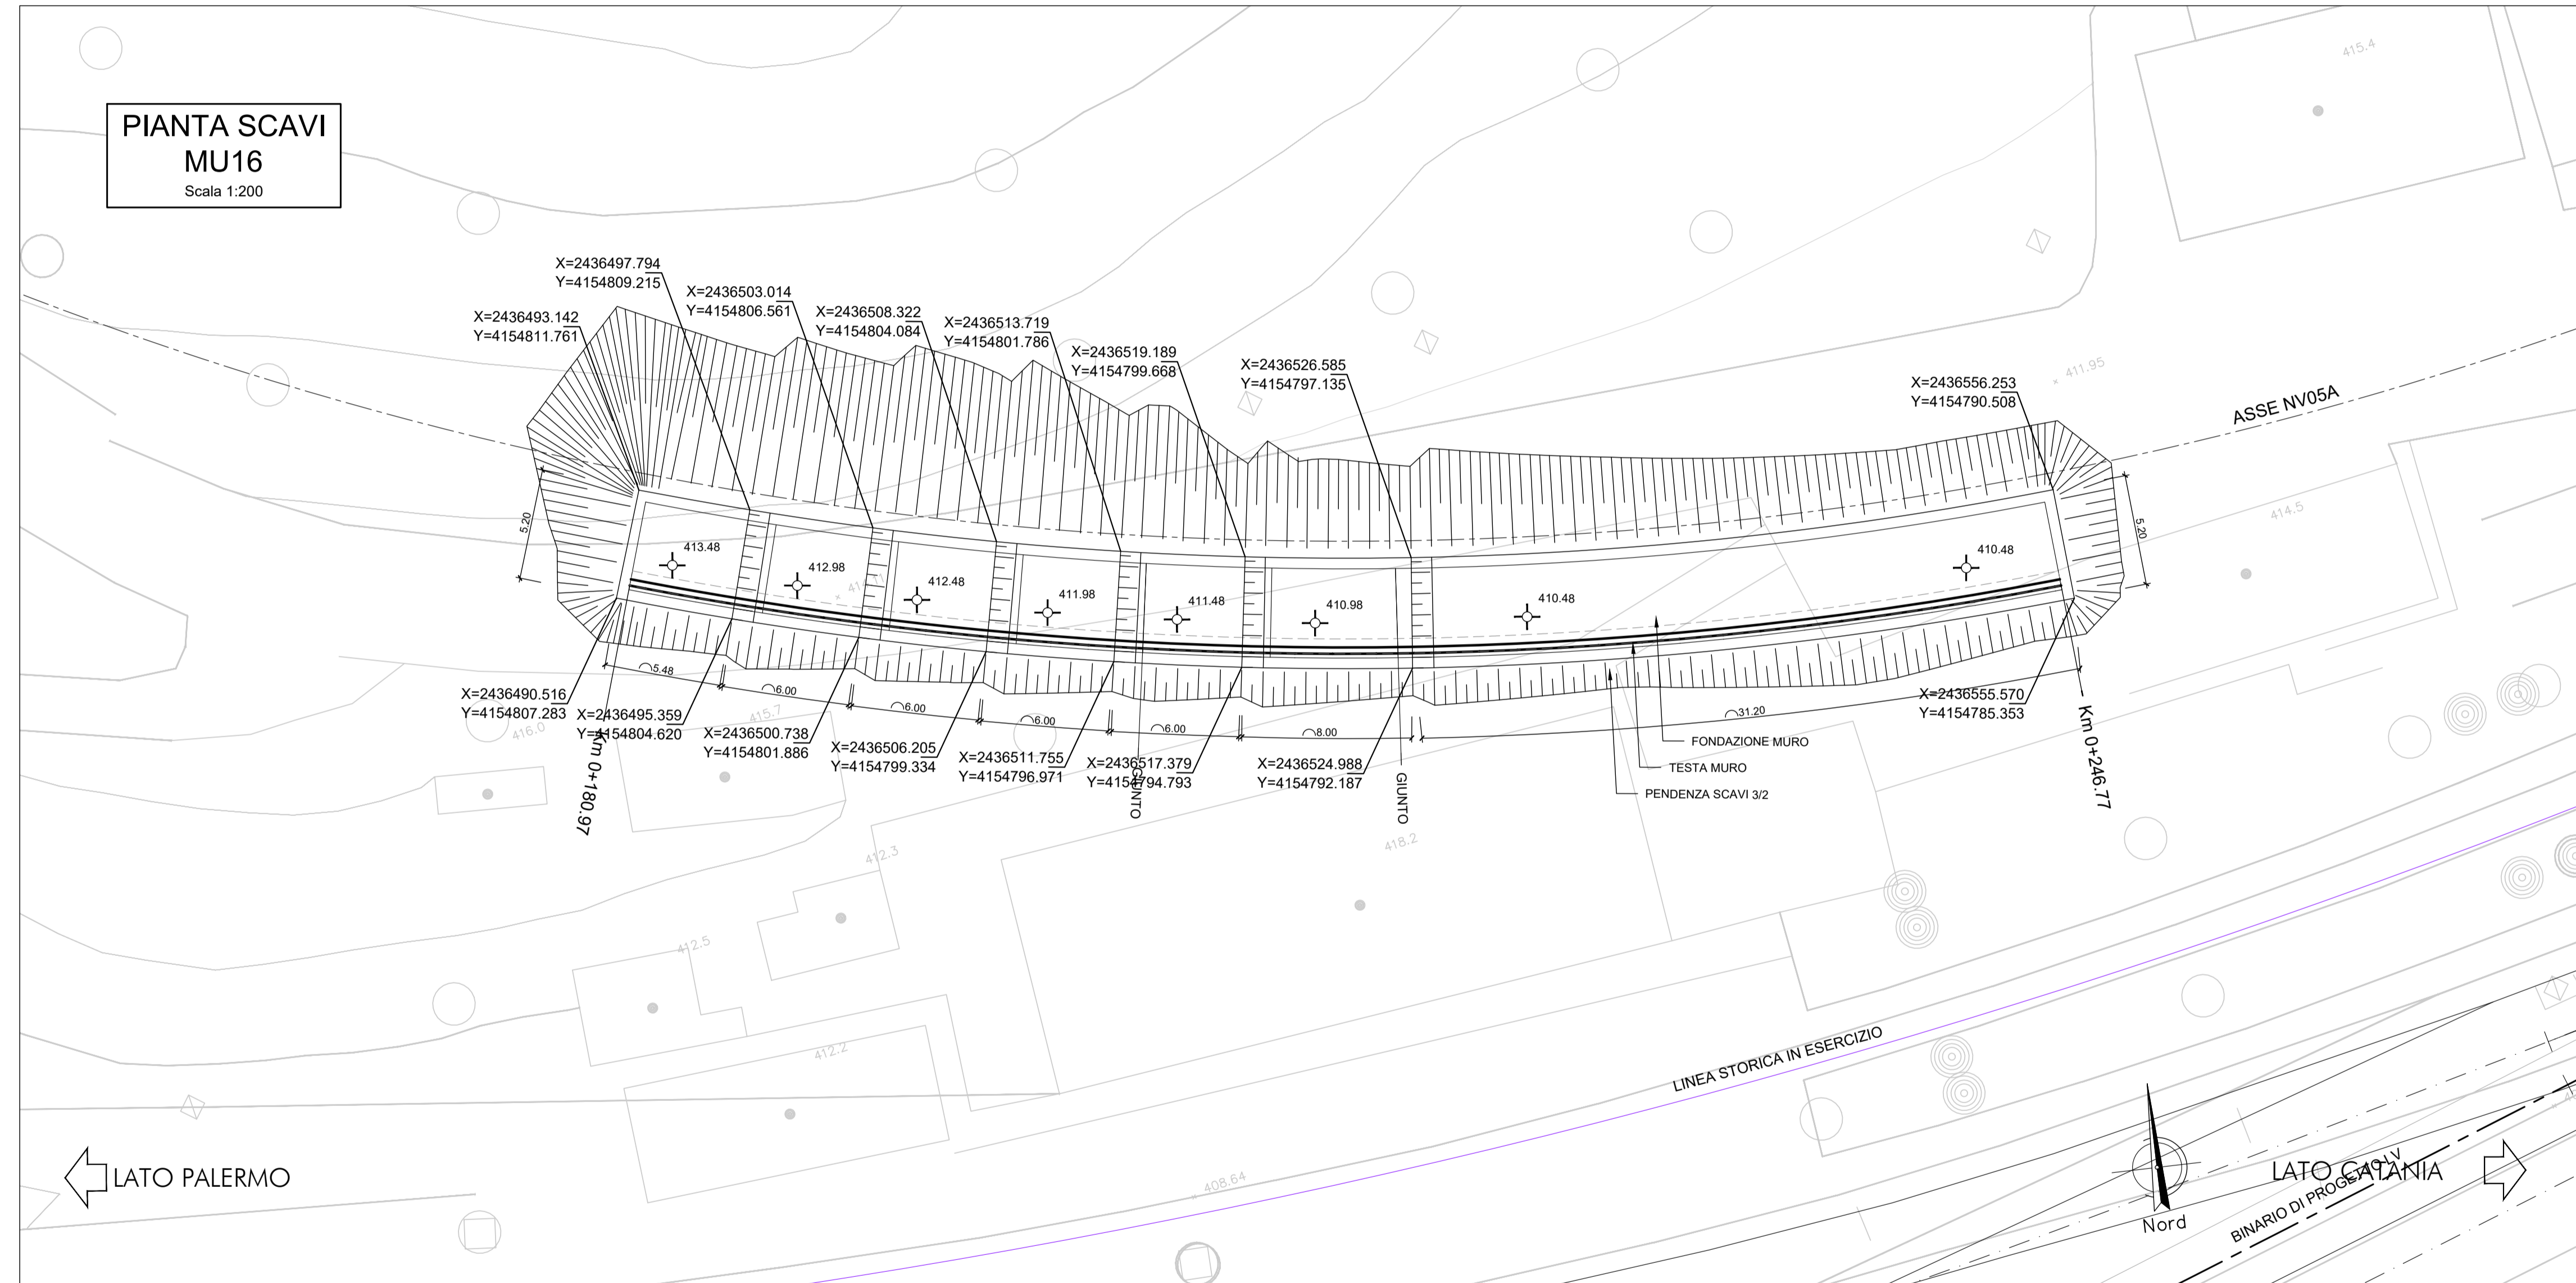 PIANTA SCAVI
MU16
Scala 1:200
415.4
X=2436497.794
Y=4154809.215
X=2436503.014
Y=4154806.561
X=2436493.142
Y=4154811.761
X=2436508.322
Y=4154804.084
X=2436513.719
Y=4154801.786
X=2436519.189
Y=4154799.668
X=2436526.585
Y=4154797.135
X=2436556.253
Y=4154790.508
411.95
ASSE NV05A
5.20
5.20
414.5
413.48
412.98
412.48
411.98
411.48
410.98
410.48
410.48
5.48
6.00
6.00
6.00
6.00
8.00
31.20
X=2436490.516
Y=4154807.283
X=2436495.359
Y=4154804.620
X=2436500.738
Y=4154801.886
X=2436506.205
Y=4154799.334
X=2436511.755
Y=4154796.971
X=2436517.379
Y=4154794.793
X=2436524.988
Y=4154792.187
X=2436555.570
Y=4154785.353
415.7
416.0
Km 0+180.97
GIUNTO
GIUNTO
FONDAZIONE MURO
TESTA MURO
PENDENZA SCAVI 3/2
Km 0+246.77
418.2
412.3
412.5
412.2
408.64
LINEA STORICA IN ESERCIZIO
LATO PALERMO
Nord
LATO CATANIA
BINARIO DI PROGETTO LV